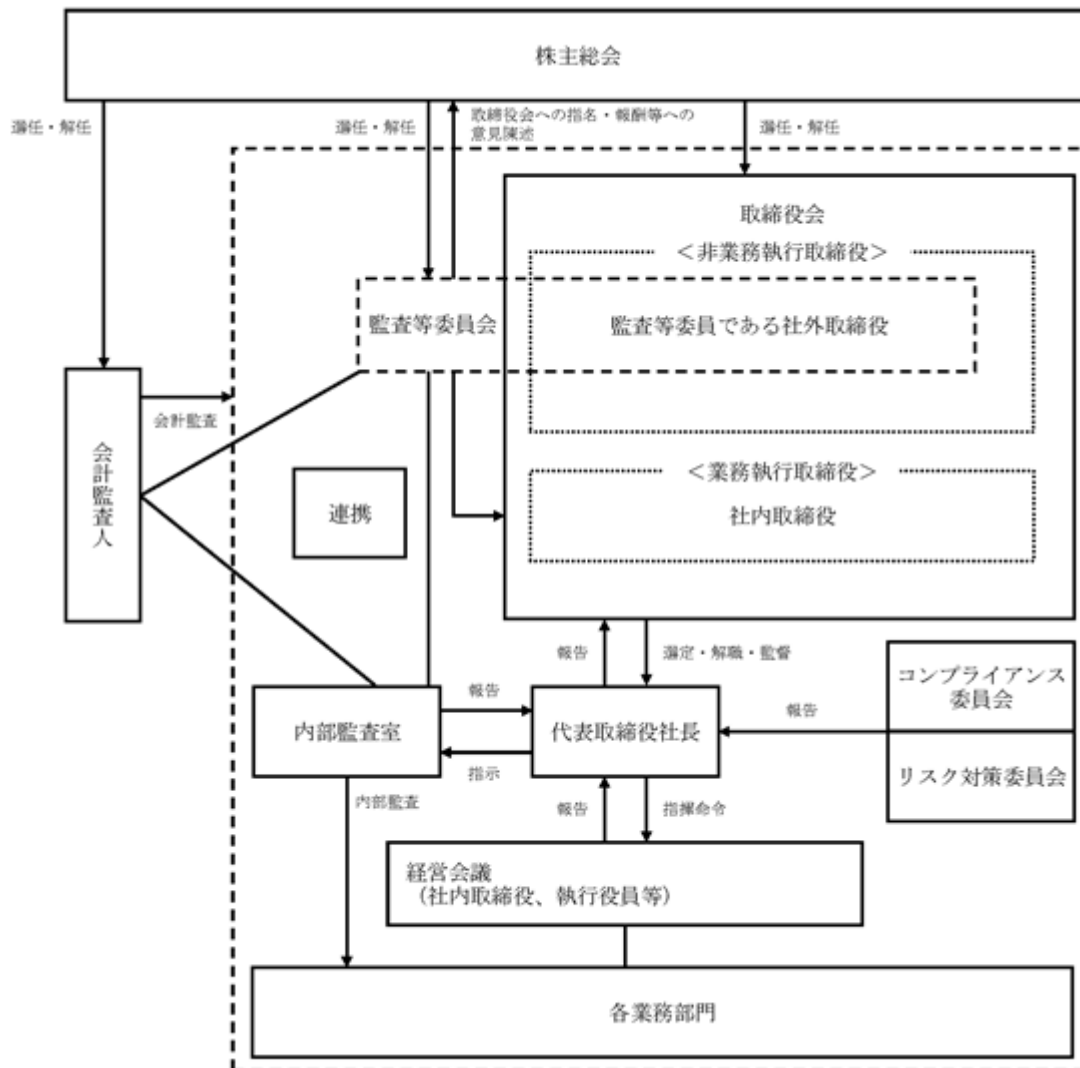 株主総会
選任・解任
選任・解任
取締役会への指名・報酬等への
意見陳述
選任・解任
取締役会
＜非業務執行取締役＞
監査等委員会
監査等委員である社外取締役
会計監査
会計監査人
連携
＜業務執行取締役＞
社内取締役
報告
選定・解職・監督
コンプライアンス
委員会
報告
内部監査室
代表取締役社長
報告
指示
リスク対策委員会
内部監査
報告
指揮命令
経営会議
（社内取締役、執行役員等）
各業務部門